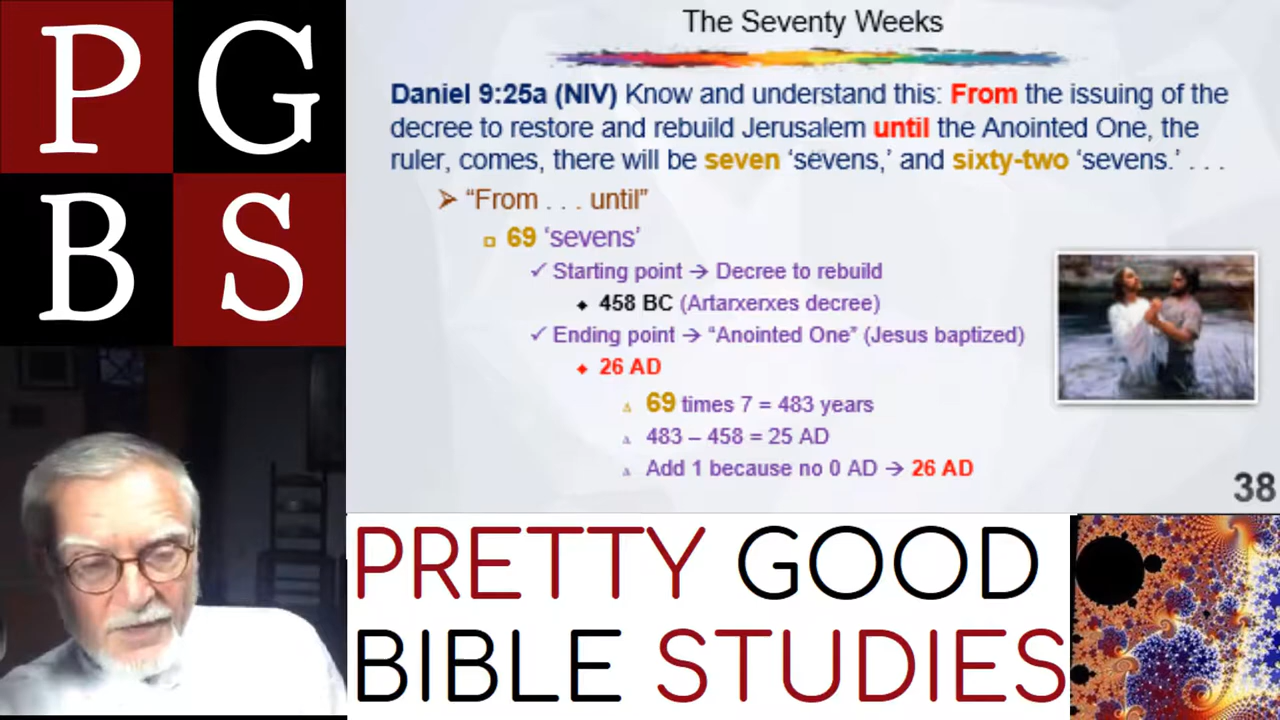 P G
B S
The Seventy Weeks
Daniel 9:25a (NIV) Know and understand this: From the issuing of the
decree to restore and rebuild Jerusalem until the Anointed One, the
ruler, comes, there will be seven ‘sevens,’ and sixty-two ‘sevens.’ . . .
➢ “From . . . until”
69 ‘sevens’
✓ Starting point → Decree to rebuild
◆ 458 BC (Artarxerxes decree)
✓ Ending point → “Anointed One” (Jesus baptized)
◆ 26 AD
69 times 7 = 483 years
483 – 458 = 25 AD
Add 1 because no 0 AD → 26 AD
38
PRETTY GOOD
BIBLE STUDIES